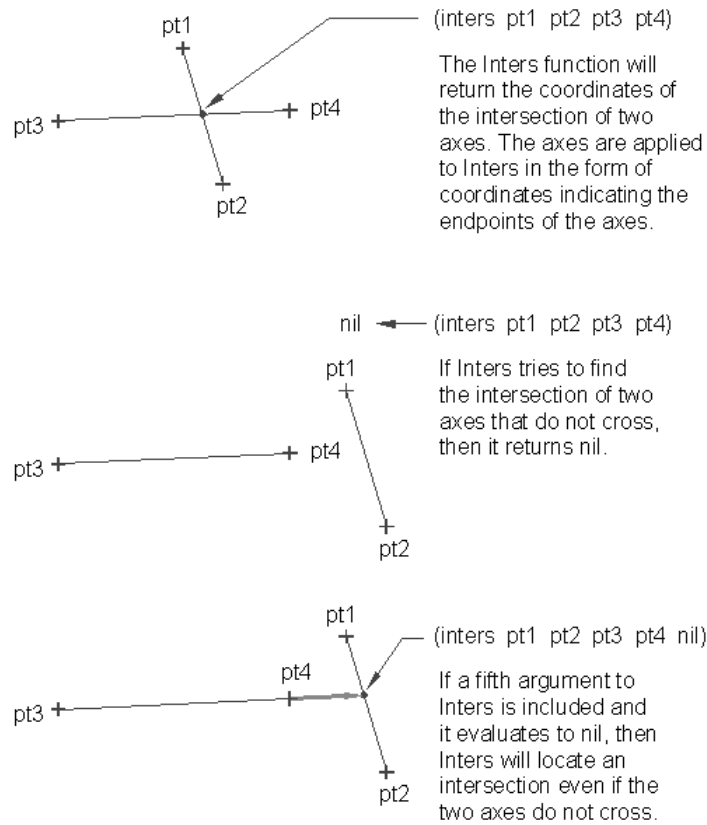 pt1
(inters pt1 pt2 pt3 pt4)
The Inters function will
return the coordinates of
the intersection of two
axes. The axes are applied
to Inters in the form of
coordinates indicating the
endpoints of the axes.
pt3
pt4
pt2
nil
(inters pt1 pt2 pt3 pt4)
pt1
If Inters tries to find
the intersection of two
axes that do not cross,
then it returns nil.
pt3
pt4
pt2
pt1
(inters pt1 pt2 pt3 pt4 nil)
pt4
If a fifth argument to
Inters is included and
it evaluates to nil, then
Inters will locate an
intersection even if the
two axes do not cross.
pt3
pt2